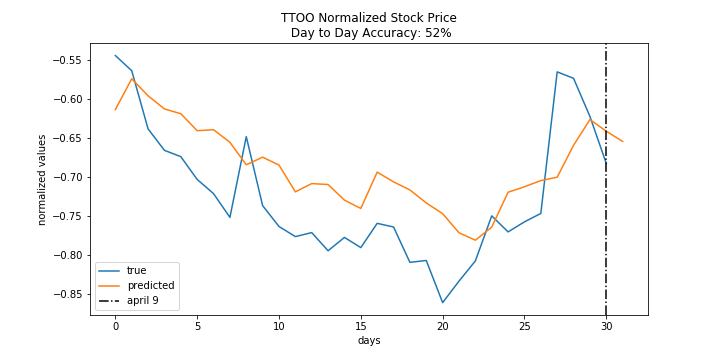 TTOO Normalized Stock Price
Day to Day Accuracy: 52%
−0.55
−0.60
−0.65
−0.70
−0.75
−0.80
−0.85
normalized values
true
predicted
april 9
0
5
10
15
20
25
30
days